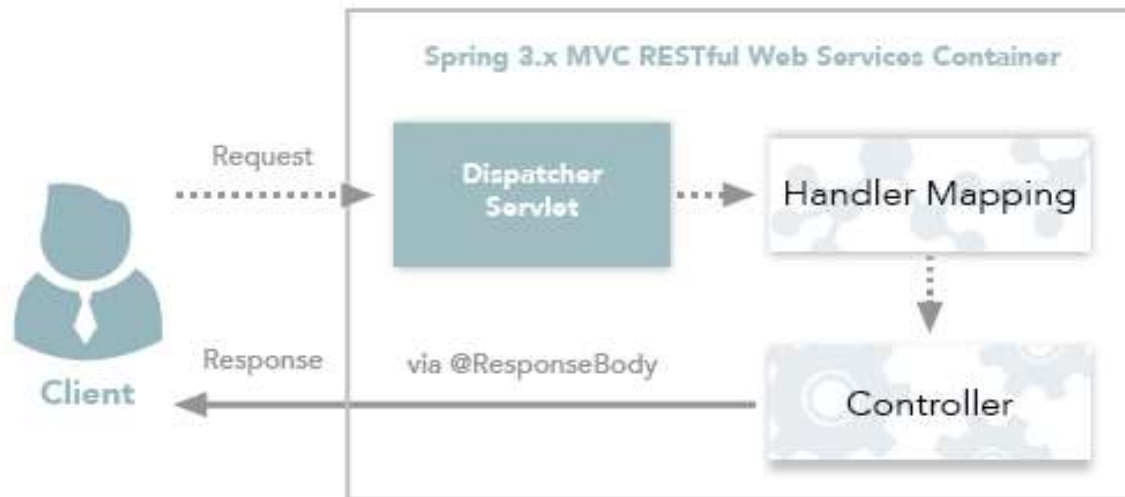 Spring 3.x MVC RESTful Web Services Container
Request
Dispatcher
Servlet
Handler Mapping
Response
via @ResponseBody
Controller
Client